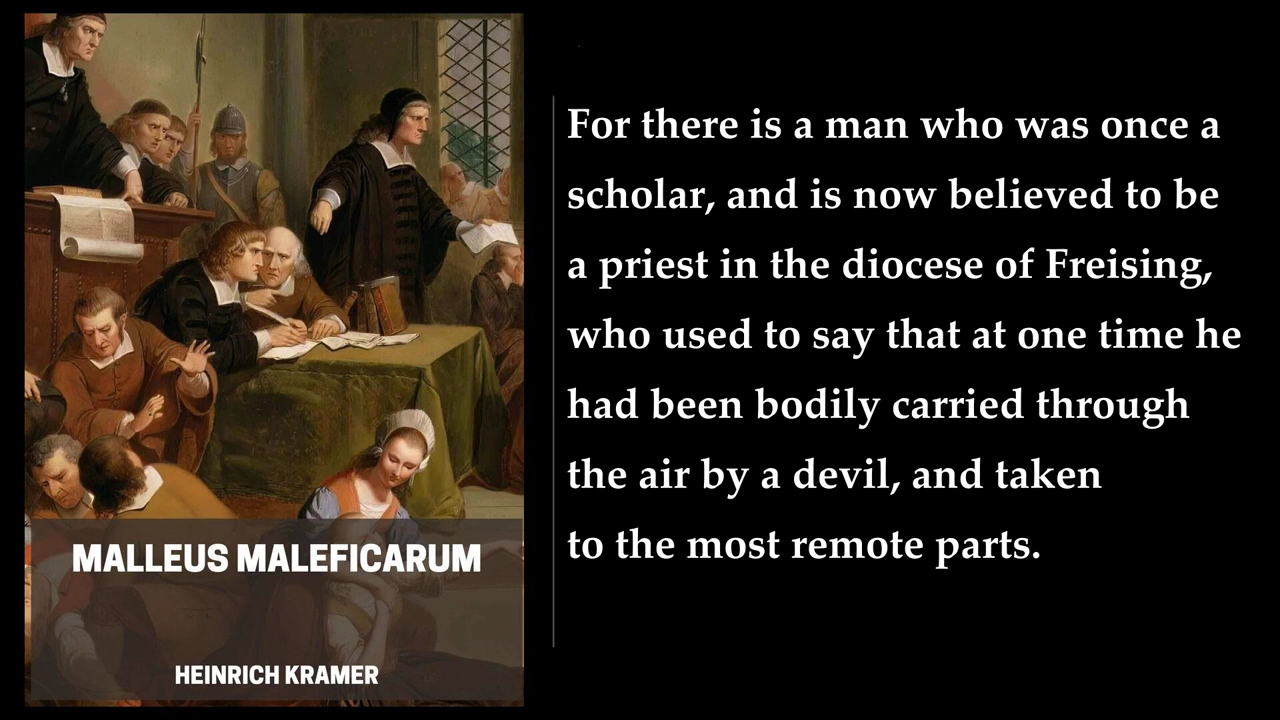 MALLEUS MALEFICARUM
HEINRICH KRAMER
For there is a man who was once a
scholar, and is now believed to be
a priest in the diocese of Freising,
who used to say that at one time he
had been bodily carried through
the air by a devil, and taken
to the most remote parts.